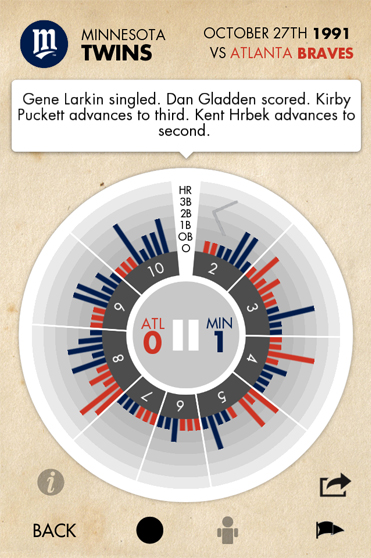 m
MINNESOTA
TWINS
OCTOBER 27TH 1991
VS ATLANTA BRAVES
Gene Larkin singled. Dan Gladden scored. Kirby
Puckett advances to third. Kent Hrbek advances to
second.
HR
3B
2B
1B
OB
O
2
3
4
5
6
7
8
9
10
ATL
0
MIN
1
i
BACK